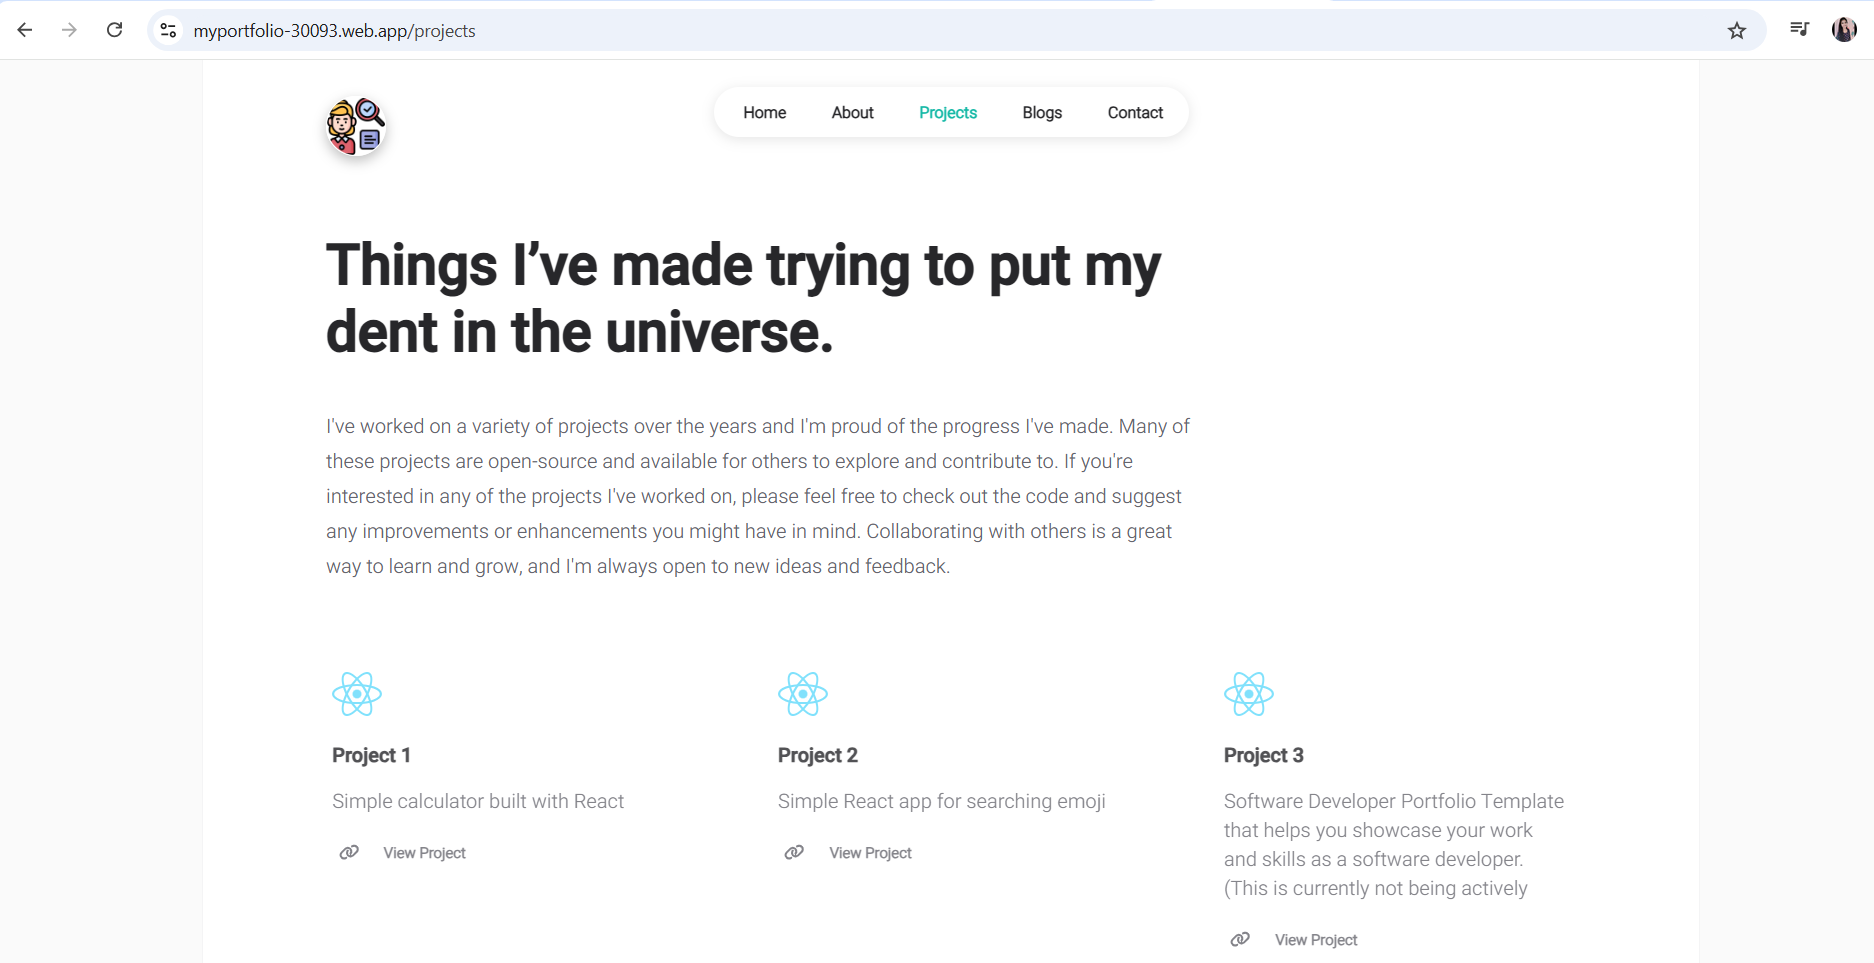 myportfolio-30093.web.app/projects
Home About Projects Blogs Contact
Things I’ve made trying to put my
dent in the universe.
I've worked on a variety of projects over the years and I'm proud of the progress I've made. Many of
these projects are open-source and available for others to explore and contribute to. If you're
interested in any of the projects I've worked on, please feel free to check out the code and suggest
any improvements or enhancements you might have in mind. Collaborating with others is a great
way to learn and grow, and I'm always open to new ideas and feedback.
Project 1
Simple calculator built with React
View Project
Project 2
Simple React app for searching emoji
View Project
Project 3
Software Developer Portfolio Template
that helps you showcase your work
and skills as a software developer.
(This is currently not being actively
View Project